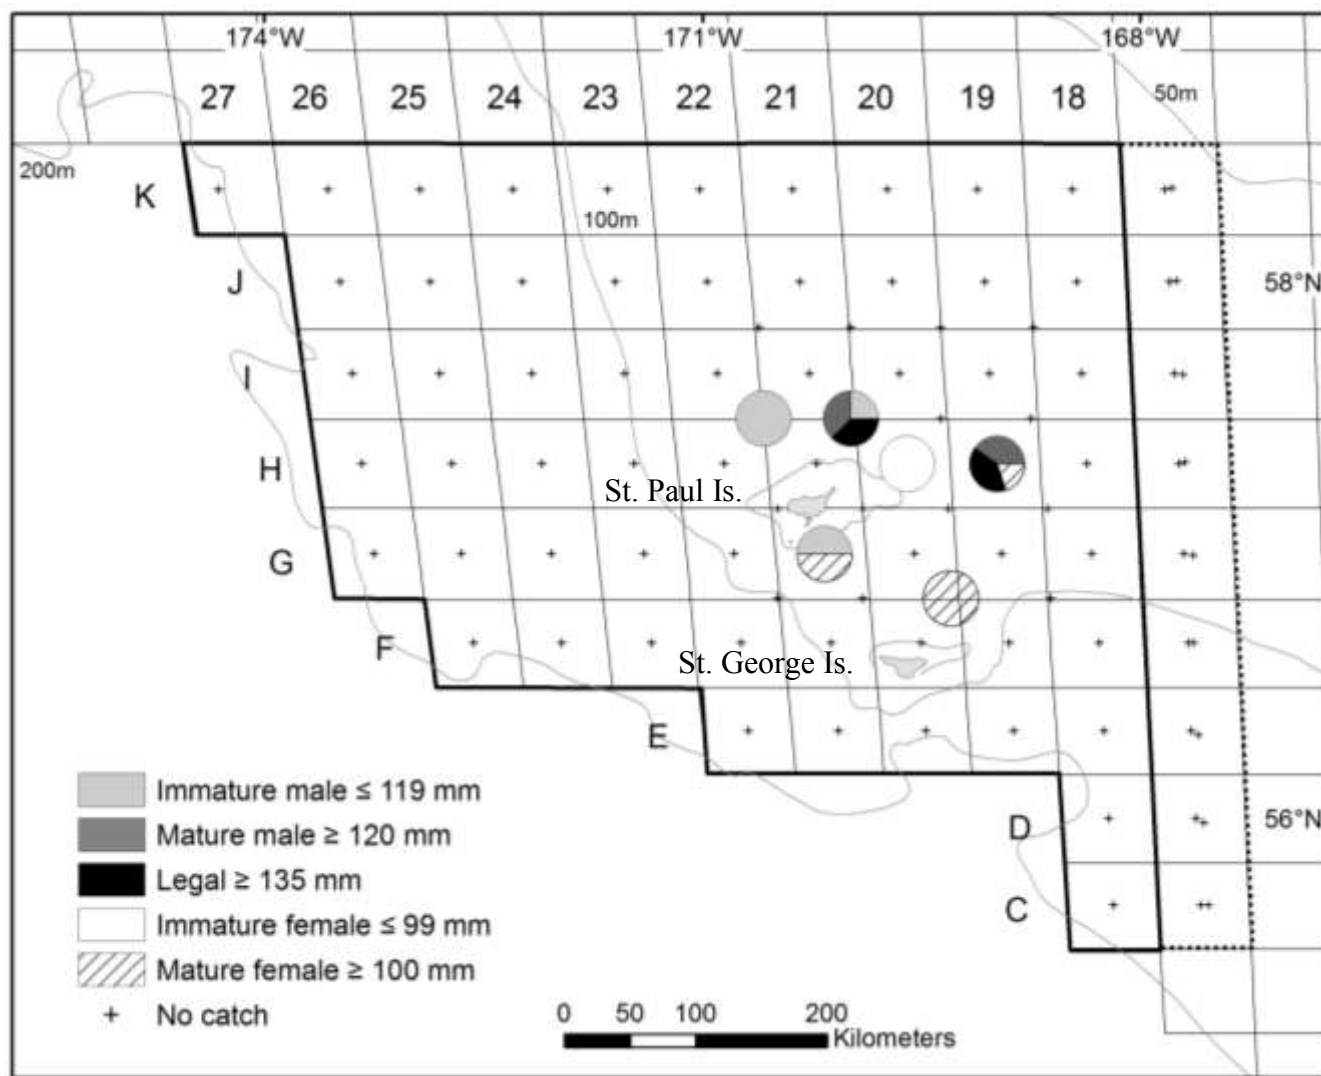 174°W 171°W 168°W
27 26 25 24 23 22 21 20 19 18 50m
200m
K
100m
J 58°N
I
H
St. Paul Is.
G
F
St. George Is.
E
Immature male ≤ 119 mm
Mature male ≥ 120 mm
D 56°N
Legal ≥ 135 mm
C
Immature female ≤ 99 mm
Mature female ≥ 100 mm
No catch
0 50 100 200
Kilometers